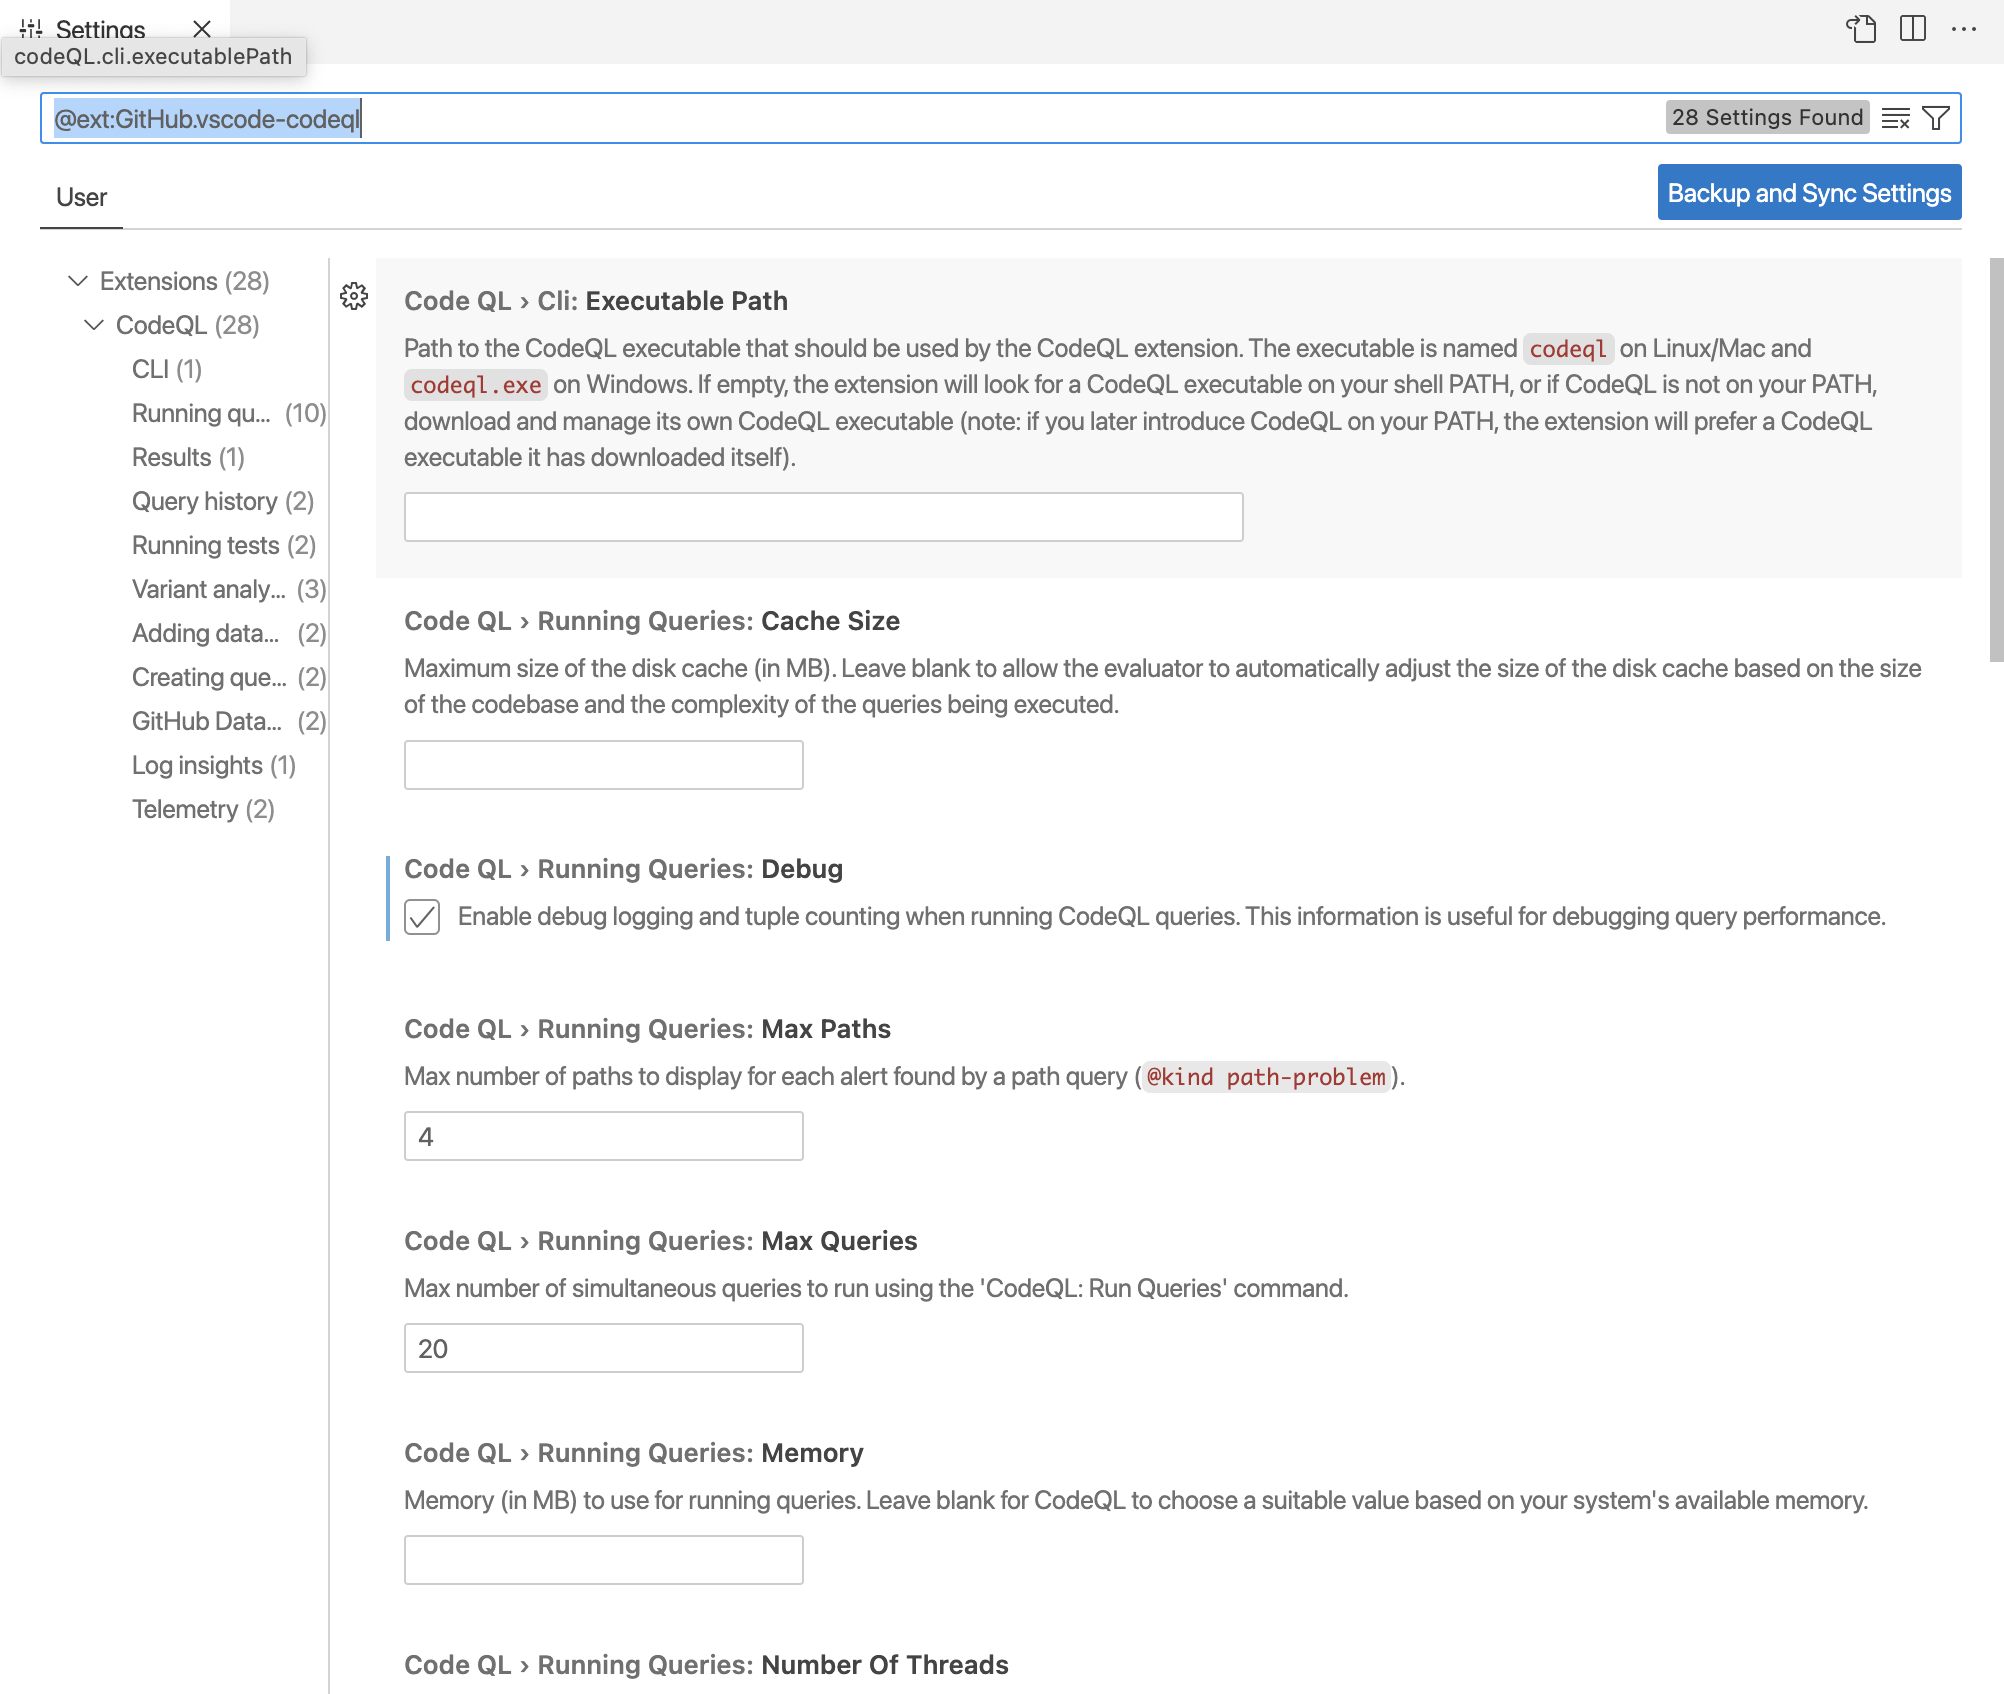 Settings
codeQL.cli.executablePath
@ext:GitHub.vscode-codeql
28 Settings Found
User
Backup and Sync Settings
Extensions (28)
CodeQL (28)
CLI (1)
Running qu... (10)
Results (1)
Query history (2)
Running tests (2)
Variant analy... (3)
Adding data... (2)
Creating que... (2)
GitHub Data... (2)
Log insights (1)
Telemetry (2)
Code QL › Cli: Executable Path
Path to the CodeQL executable that should be used by the CodeQL extension. The executable is named codeql on Linux/Mac and
codeql.exe on Windows. If empty, the extension will look for a CodeQL executable on your shell PATH, or if CodeQL is not on your PATH,
download and manage its own CodeQL executable (note: if you later introduce CodeQL on your PATH, the extension will prefer a CodeQL
executable it has downloaded itself).
Code QL › Running Queries: Cache Size
Maximum size of the disk cache (in MB). Leave blank to allow the evaluator to automatically adjust the size of the disk cache based on the size
of the codebase and the complexity of the queries being executed.
Code QL › Running Queries: Debug
Enable debug logging and tuple counting when running CodeQL queries. This information is useful for debugging query performance.
Code QL › Running Queries: Max Paths
Max number of paths to display for each alert found by a path query (@kind path-problem).
4
Code QL › Running Queries: Max Queries
Max number of simultaneous queries to run using the 'CodeQL: Run Queries' command.
20
Code QL › Running Queries: Memory
Memory (in MB) to use for running queries. Leave blank for CodeQL to choose a suitable value based on your system's available memory.
Code QL › Running Queries: Number Of Threads